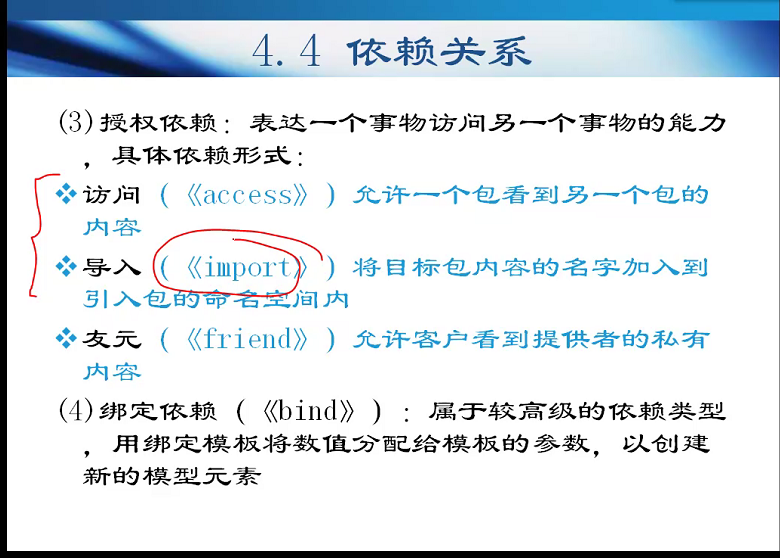 4.4 依赖关系
(3)授权依赖：表达一个事物访问另一个事物的能力
，具体依赖形式：
访问（《access》）允许一个包看到另一个包的
内容
导入（《import》）将目标包内容的名字加入到
引入包的命名空间内
友元（《friend》）允许客户看到提供者的私有
内容
(4)绑定依赖（《bind》）：属于较高级的依赖类型
，用绑定模板将数值分配给模板的参数，以创建
新的模型元素